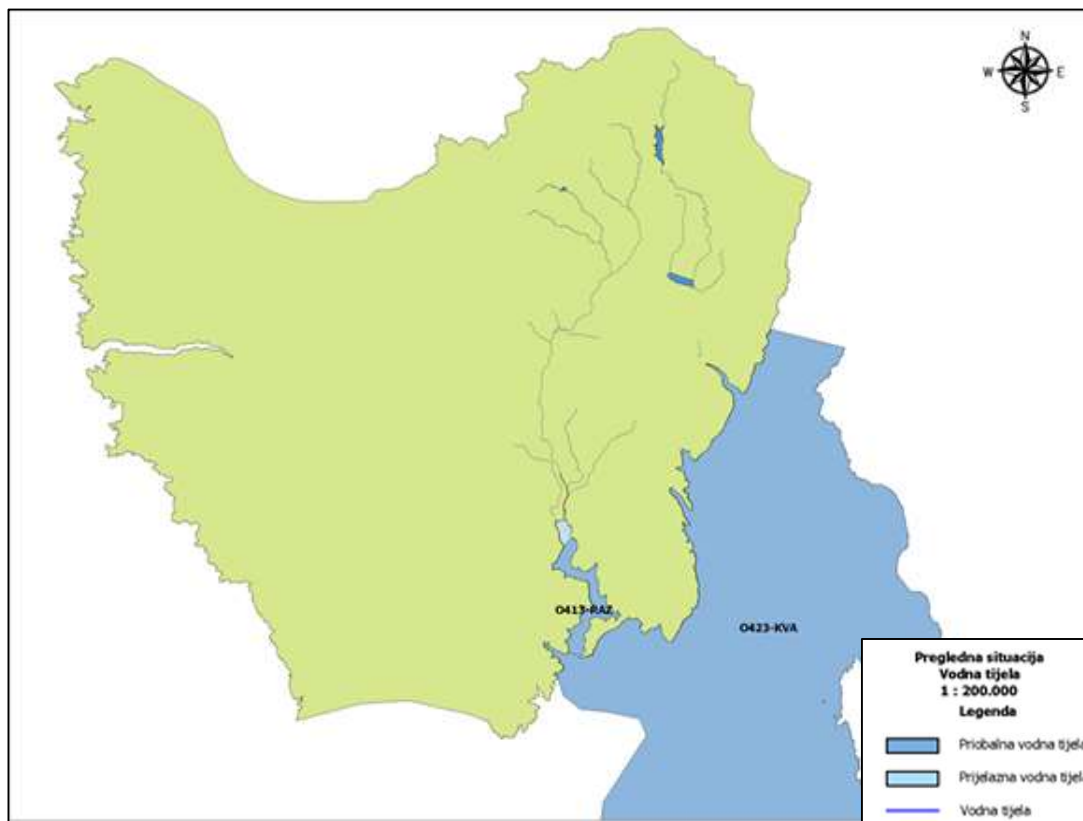 N
W E
S
O413-RAZ
O423-KVA
Pregledna situacija
Vodna tijela
1 : 200.000
Legenda
Priobalna vodna tijela
Prijelazna vodna tijela
Vodna tijela